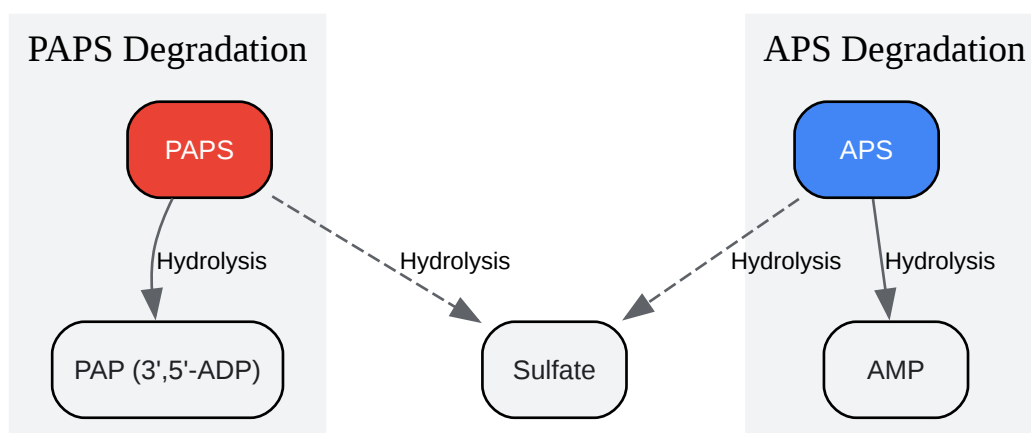 PAPS Degradation
APS Degradation
PAPS
APS
Hydrolysis
Hydrolysis
Hydrolysis
Hydrolysis
PAP (3',5'-ADP)
Sulfate
AMP